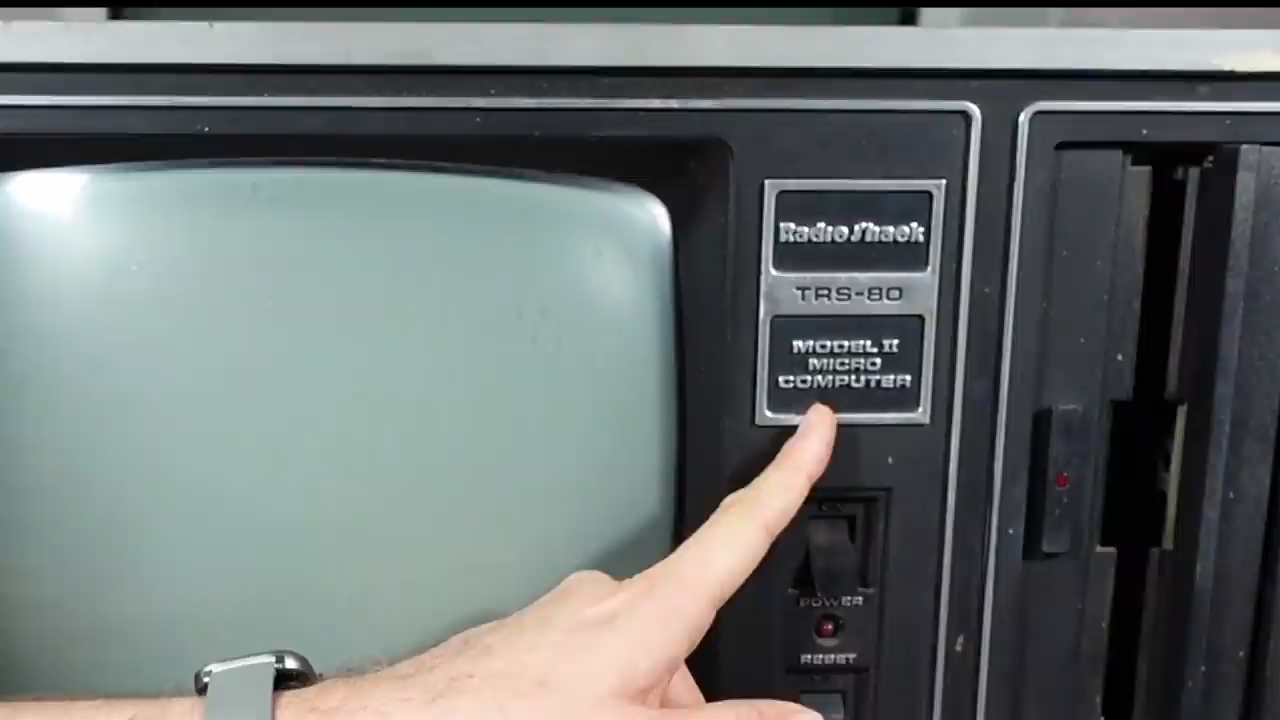 Radio Shack
TRS-80
MODEL II
MICRO
COMPUTER
POWER
RESET